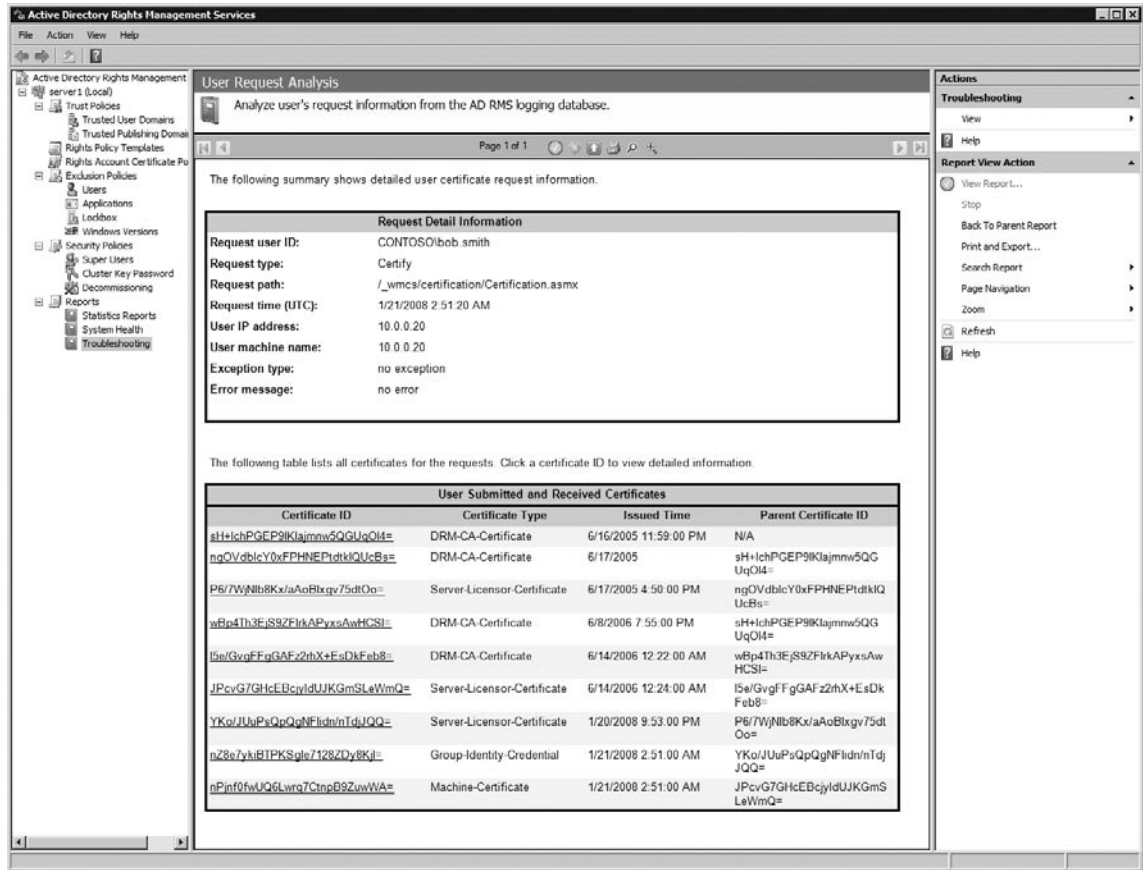 Active Directory Rights Management Services
File Action View Help
Active Directory Rights Management
server1 (Local)
Trust Policies
Trusted User Domains
Trusted Publishing Domain
Rights Policy Templates
Rights Account Certificate Po
Exclusion Policies
Users
Applications
Lockbox
Windows Versions
Security Policies
Super Users
Cluster Key Password
Decommissioning
Reports
Statistics Reports
System Health
Troubleshooting
User Request Analysis
Analyze user's request information from the AD RMS logging database.
Page 1 of 1
The following summary shows detailed user certificate request information.
Request Detail Information
Request user ID: CONTOSO\bob.smith
Request type: Certify
Request path: /_wmcs/certification/Certification.asmx
Request time (UTC): 1/21/2008 2:51:20 AM
User IP address: 10.0.0.20
User machine name: 10.0.0.20
Exception type: no exception
Error message: no error
The following table lists all certificates for the requests. Click a certificate ID to view detailed information.
User Submitted and Received Certificates
Certificate ID Certificate Type Issued Time Parent Certificate ID
sH+IchPGEP9IKlajmnw5QGUqOl4= DRM-CA-Certificate 6/16/2005 11:59:00 PM N/A
ngOVdblcY0xFPHNEPtdtklQUcBs= DRM-CA-Certificate 6/17/2005 sH+IchPGEP9IKlajmnw5QG
UqOl4=
P6/7WjNlb8Kx/aAoBlxgv75dtOo= Server-Licensor-Certificate 6/17/2005 4:50:00 PM ngOVdblcY0xFPHNEPtdtklQ
UcBs=
wBp4Th3EjS9ZFIrkAPyxsAwHCSI= DRM-CA-Certificate 6/8/2006 7:55:00 PM sH+IchPGEP9IKlajmnw5QG
UqOl4=
l5e/GvgFFgGAFz2rhX+EsDkFeb8= DRM-CA-Certificate 6/14/2006 12:22:00 AM wBp4Th3EjS9ZFIrkAPyxsAw
HCSI=
JPcvG7GHcEBcjyIdUJKGmSLeWmQ= Server-Licensor-Certificate 6/14/2006 12:24:00 AM l5e/GvgFFgGAFz2rhX+EsDk
Feb8=
YKo/JUuPsQpQgNFlidn/nTdjJQQ= Server-Licensor-Certificate 1/20/2008 9:53:00 PM P6/7WjNlb8Kx/aAoBlxgv75dt
Oo=
nZ8e7ykiBTPKSgle7128ZDy8KjI= Group-Identity-Credential 1/21/2008 2:51:00 AM YKo/JUuPsQpQgNFlidn/nTdj
JQQ=
nPjnf0fwUQ6Lwrq7CtnpB9ZuwWA= Machine-Certificate 1/21/2008 2:51:00 AM JPcvG7GHcEBcjyIdUJKGmS
LeWmQ=
Actions
Troubleshooting
View
Help
Report View Action
View Report...
Stop
Back To Parent Report
Print and Export...
Search Report
Page Navigation
Zoom
Refresh
Help